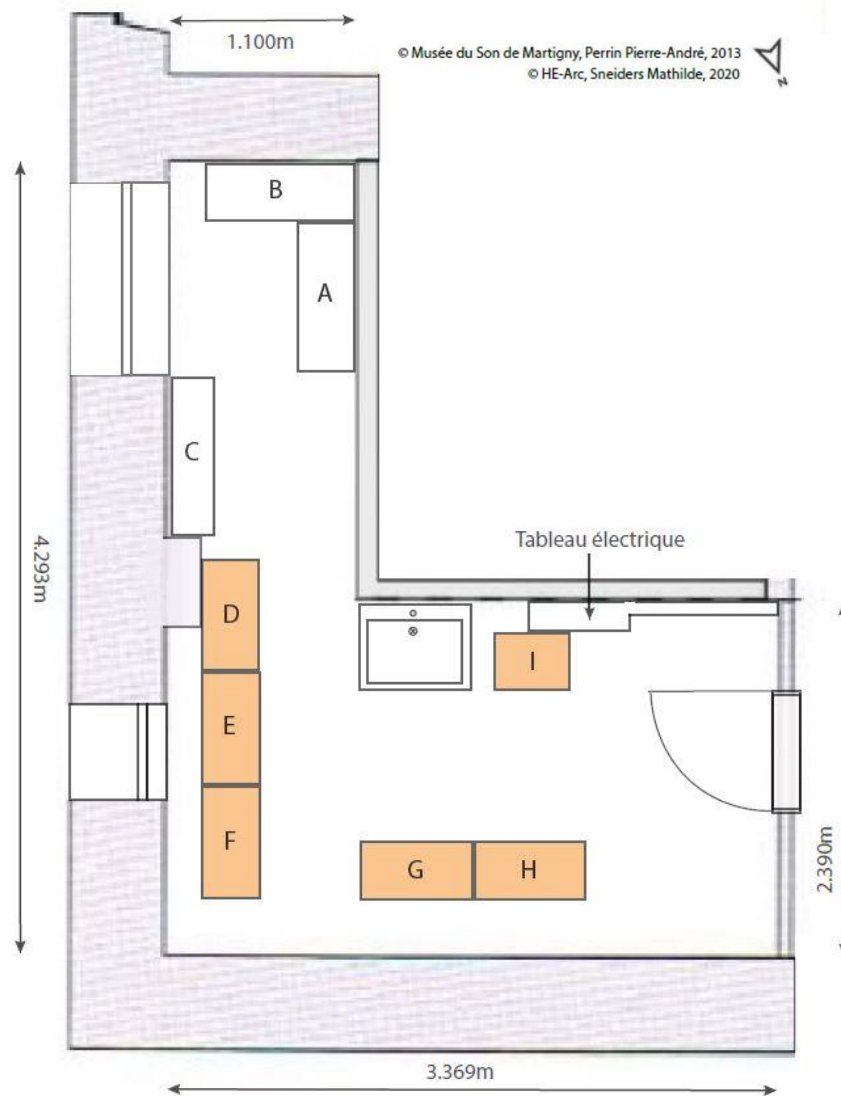 1.100m
© Musée du Son de Martigny, Perrin Pierre-André, 2013
© HE-Arc, Sneiders Mathilde, 2020
N
B
A
C
4.293m
Tableau électrique
D
I
E
F
G
H
2.390m
3.369m